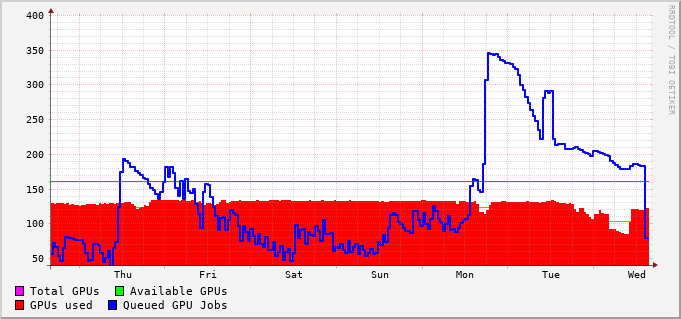 400
350
300
250
200
150
100
50
Thu Fri Sat Sun Mon Tue Wed
Total GPUs Available GPUs
GPUs used Queued GPU Jobs
RRDTOOL / TOBI OETIKER